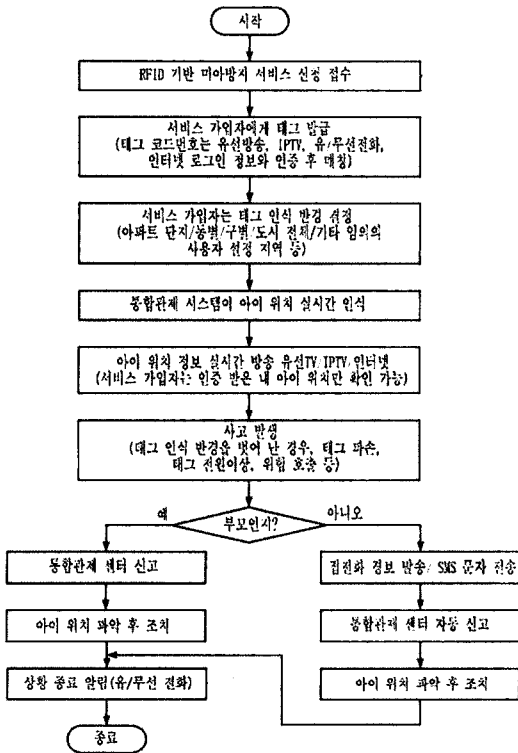 시작
RFID 기반 미아방지 서비스 신청 접수
서비스 가입자에게 태그 발급
(태그 코드번호는 유선방송, IPTV, 유/무선전화,
인터넷 로그인 정보와 인증 후 매칭)
서비스 가입자는 태그 인식 반경 설정
(아파트 단지/동별/구별/도시 전체/기타 임의의
사용자 설정 지역 등)
통합관제 시스템이 아이 위치 실시간 인식
아이 위치 정보 실시간 방송 유선TV/IPTV/인터넷
(서비스 가입자는 인증 받은 내 아이 위치만 확인 가능)
사고 발생
(태그 인식 반경을 벗어 난 경우, 태그 파손,
태그 전원이상, 위험 호출 등)
부모인지?
예
아니오
통합관제 센터 신고
집전화 경보 발송/ SMS 문자 전송
아이 위치 파악 후 조치
통합관제 센터 자동 신고
상황 종료 알림(유/무선 전화)
아이 위치 파악 후 조치
종료